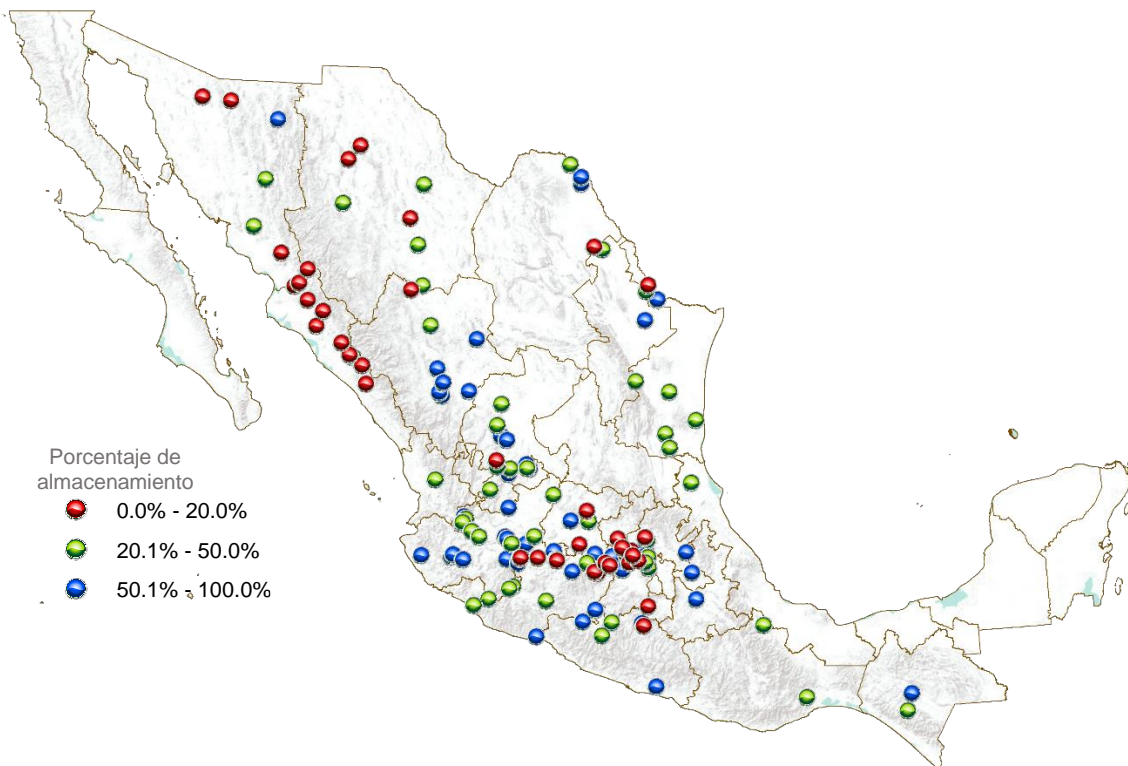 Porcentaje de
almacenamiento
0.0% - 20.0%
20.1% - 50.0%
50.1% - 100.0%